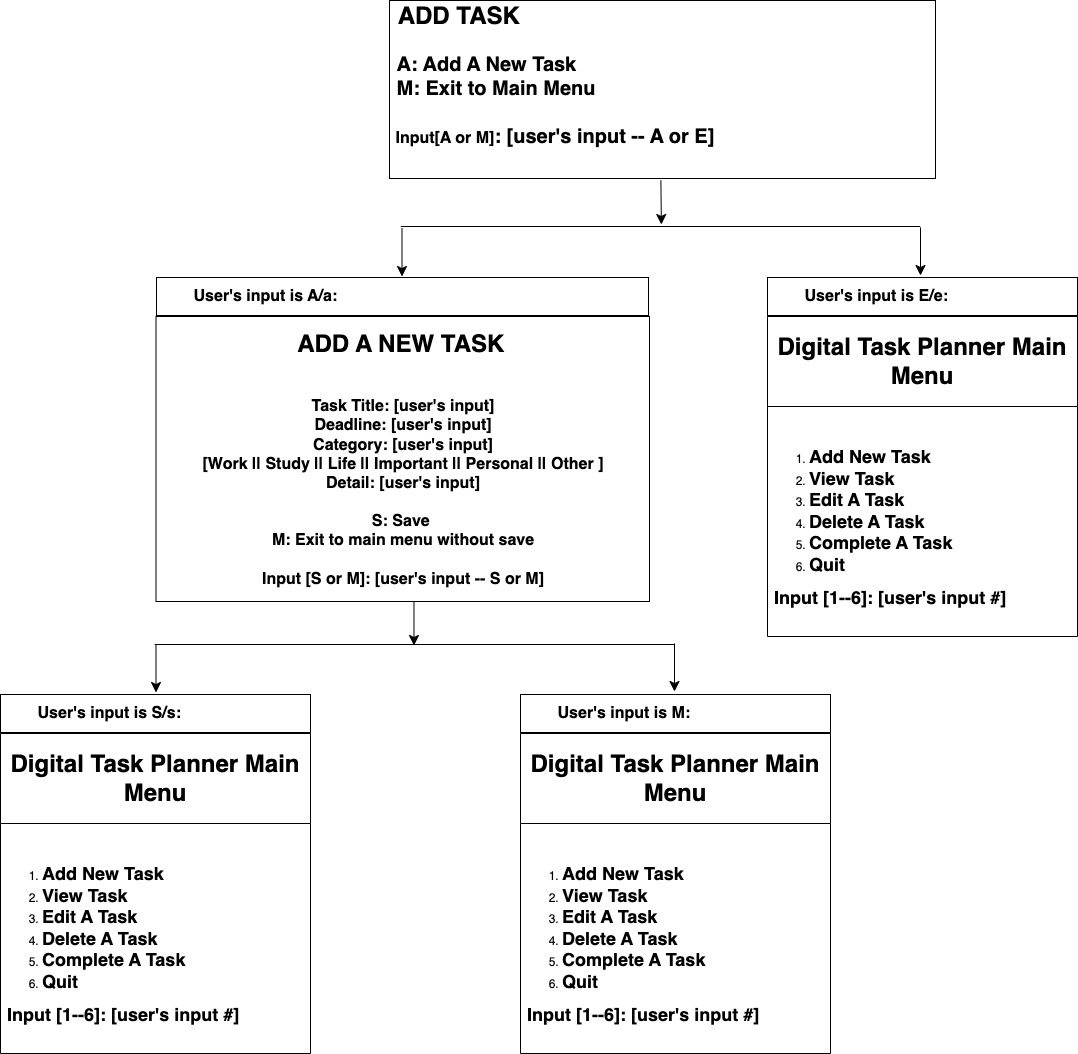 ADD TASK
A: Add A New Task
M: Exit to Main Menu
Input[A or M]: [user's input -- A or E]
User's input is A/a:
ADD A NEW TASK
Task Title: [user's input]
Deadline: [user's input]
Category: [user's input]
[Work || Study || Life || Important || Personal || Other ]
Detail: [user's input]
S: Save
M: Exit to main menu without save
Input [S or M]: [user's input -- S or M]
User's input is E/e:
Digital Task Planner Main
Menu
1. Add New Task
2. View Task
3. Edit A Task
4. Delete A Task
5. Complete A Task
6. Quit
Input [1--6]: [user's input #]
User's input is S/s:
Digital Task Planner Main
Menu
1. Add New Task
2. View Task
3. Edit A Task
4. Delete A Task
5. Complete A Task
6. Quit
Input [1--6]: [user's input #]
User's input is M:
Digital Task Planner Main
Menu
1. Add New Task
2. View Task
3. Edit A Task
4. Delete A Task
5. Complete A Task
6. Quit
Input [1--6]: [user's input #]